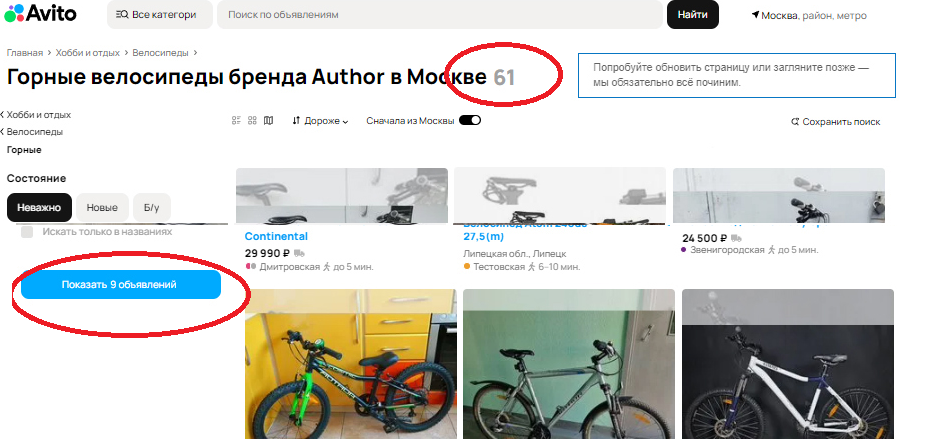 Avito
Все категори
Поиск по объявлениям
Найти
Москва, район, метро
Главная › Хобби и отдых › Велосипеды ›
Горные велосипеды бренда Author в Москве 61
Попробуйте обновить страницу или загляните позже —
мы обязательно всё починим.
Хобби и отдых
Велосипеды
Горные
Дороже
Сначала из Москвы
Сохранить поиск
Состояние
Неважно
Новые
Б/у
Искать только в названиях
Показать 9 объявлений
Continental
29 990 ₽
Дмитровская до 5 мин.
27,5(m)
Липецкая обл., Липецк
Тестовская 6–10 мин.
24 500 ₽
Звенигородская до 5 мин.